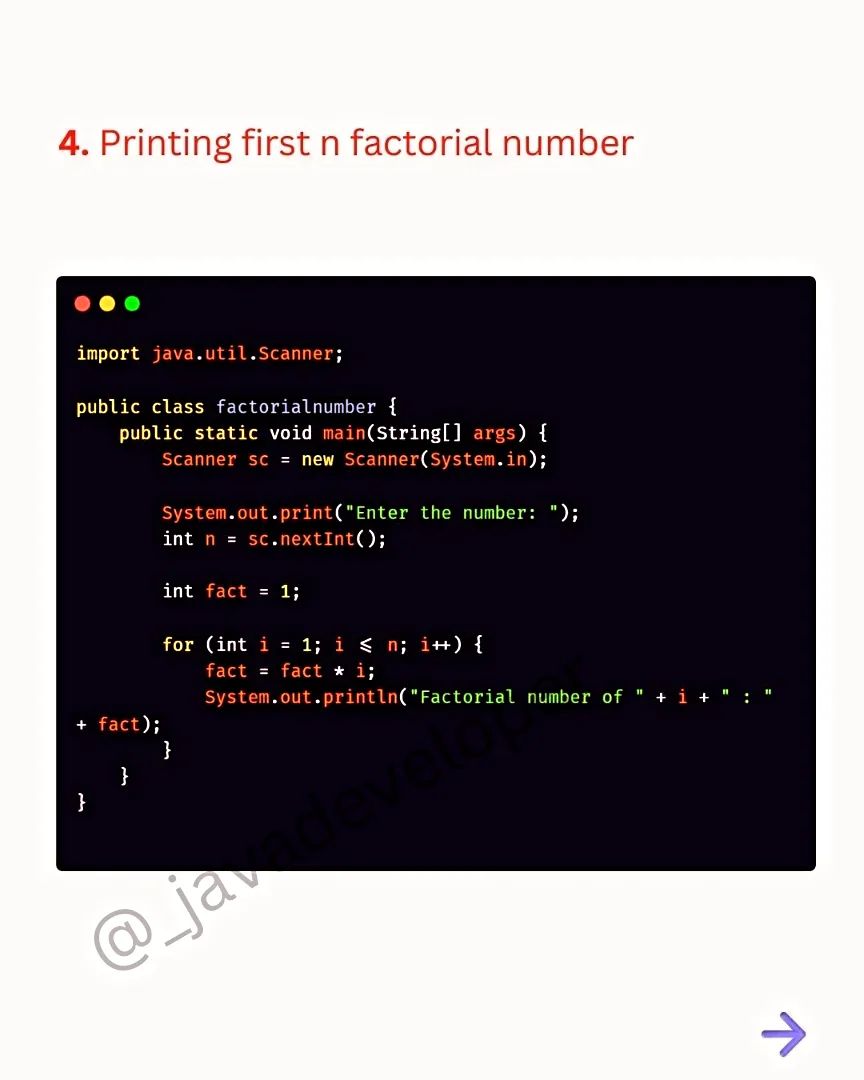 4. Printing first n factorial number
import java.util.Scanner;
public class factorialnumber {
    public static void main(String[] args) {
        Scanner sc = new Scanner(System.in);
        System.out.print("Enter the number: ");
        int n = sc.nextInt();
        int fact = 1;
        for (int i = 1; i <= n; i++) {
            fact = fact * i;
            System.out.println("Factorial number of " + i + " : "
+ fact);
        }
    }
}
@_javadeveloper